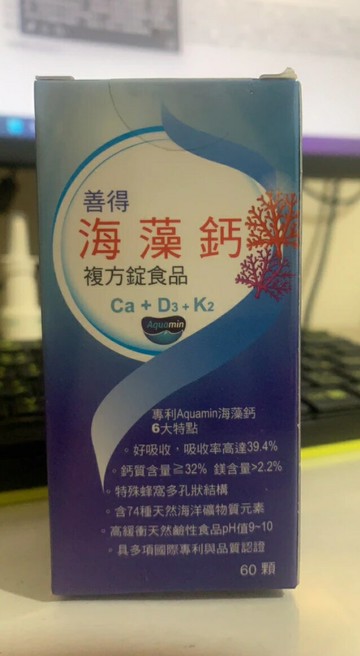 善得
海藻鈣
複方錠食品
Ca + D3 + K2
Aquamin
專利Aquamin海藻鈣
6大特點
◦ 好吸收，吸收率高達39.4%
◦ 鈣質含量≧32% 鎂含量>2.2%
◦ 特殊蜂窩多孔狀結構
◦ 含74種天然海洋礦物質元素
◦ 高緩衝天然鹼性食品pH值9~10
◦ 具多項國際專利與品質認證
60 顆